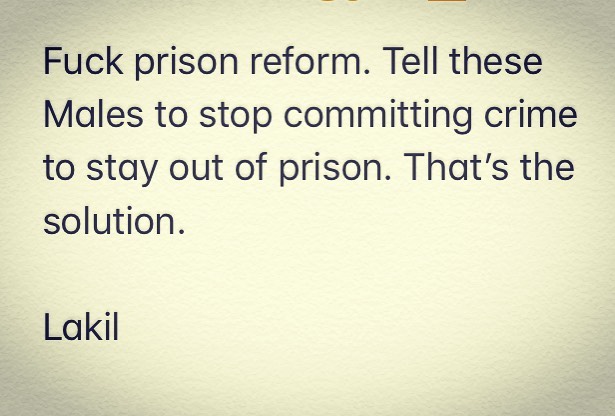 Fuck prison reform. Tell these
Males to stop committing crime
to stay out of prison. That's the
solution.
Lakil